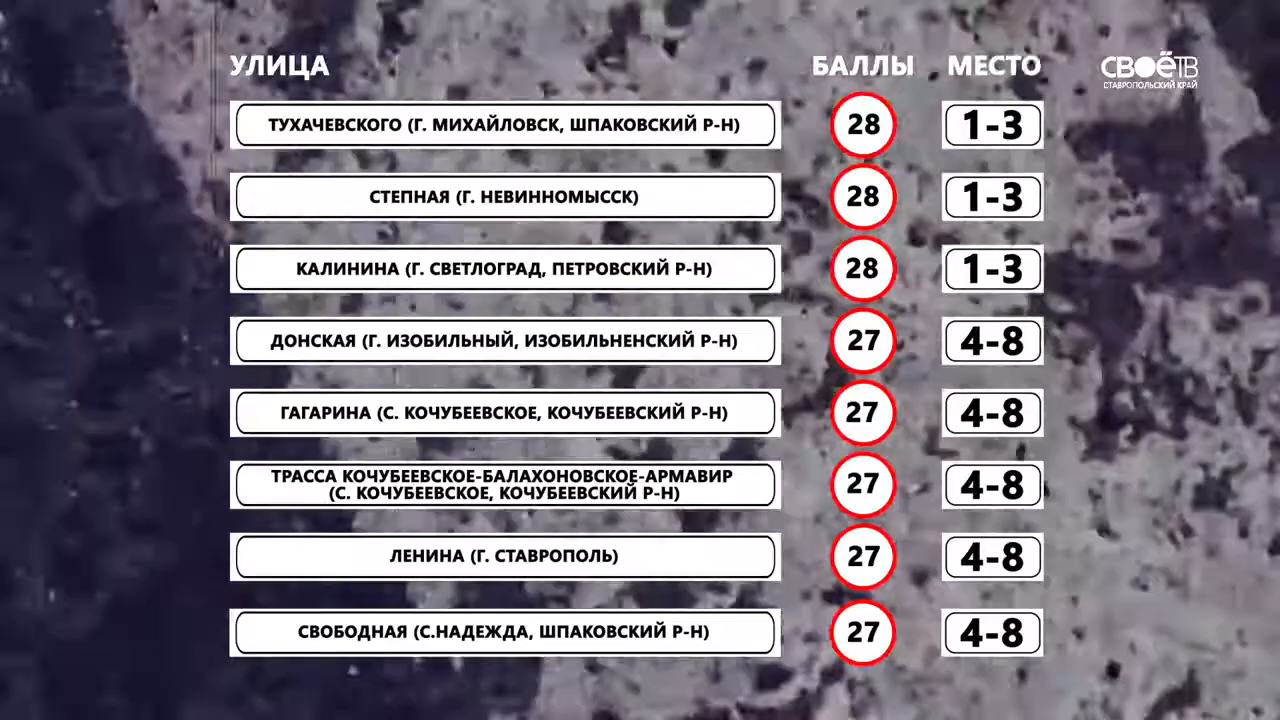 УЛИЦА БАЛЛЫ МЕСТО
СВОЁТВ
СТАВРОПОЛЬСКИЙ КРАЙ
ТУХАЧЕВСКОГО (Г. МИХАЙЛОВСК, ШПАКОВСКИЙ Р-Н) 28 1-3
СТЕПНАЯ (Г. НЕВИННОМЫССК) 28 1-3
КАЛИНИНА (Г. СВЕТЛОГРАД, ПЕТРОВСКИЙ Р-Н) 28 1-3
ДОНСКАЯ (Г. ИЗОБИЛЬНЫЙ, ИЗОБИЛЬНЕНСКИЙ Р-Н) 27 4-8
ГАГАРИНА (С. КОЧУБЕЕВСКОЕ, КОЧУБЕЕВСКИЙ Р-Н) 27 4-8
ТРАССА КОЧУБЕЕВСКОЕ-БАЛАХОНОВСКОЕ-АРМАВИР
(С. КОЧУБЕЕВСКОЕ, КОЧУБЕЕВСКИЙ Р-Н) 27 4-8
ЛЕНИНА (Г. СТАВРОПОЛЬ) 27 4-8
СВОБОДНАЯ (С.НАДЕЖДА, ШПАКОВСКИЙ Р-Н) 27 4-8